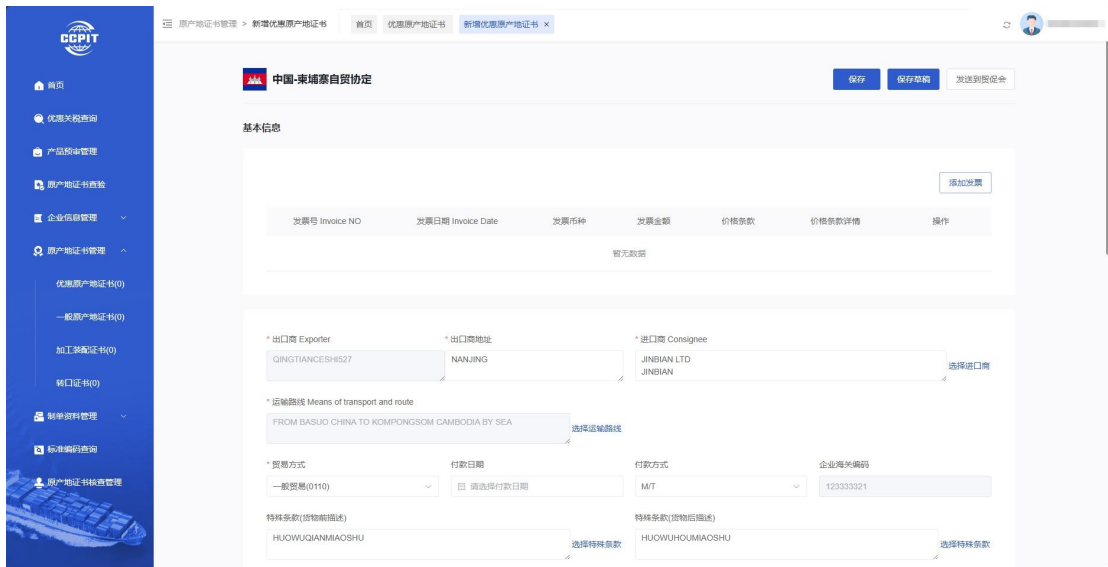 CCPIT
原产地证书管理 > 新增优惠原产地证书 首页 优惠原产地证书 新增优惠原产地证书 ×
首页
优惠关税查询
产品预审管理
原产地证书查验
企业信息管理
原产地证书管理
优惠原产地证书(0)
一般原产地证书(0)
加工装配证书(0)
转口证书(0)
制单资料管理
标准编码查询
原产地证书核查管理
中国-柬埔寨自贸协定 保存 保存草稿 发送到贸促会
基本信息
添加发票
发票号 Invoice NO 发票日期 Invoice Date 发票币种 发票金额 价格条款 价格条款详情 操作
暂无数据
* 出口商 Exporter * 出口商地址 * 进口商 Consignee
QINGTIANCESHI527 NANJING JINBIAN LTD
JINBIAN 选择进口商
* 运输路线 Means of transport and route
FROM BASUO CHINA TO KOMPONGSOM CAMBODIA BY SEA 选择运输路线
* 贸易方式 付款日期 付款方式 企业海关编码
一般贸易(0110) 请选择付款日期 M/T 123333321
特殊条款(货物前描述) 特殊条款(货物后描述)
HUOWUQIANMIAOSHU 选择特殊条款 HUOWUHOUMIAOSHU 选择特殊条款